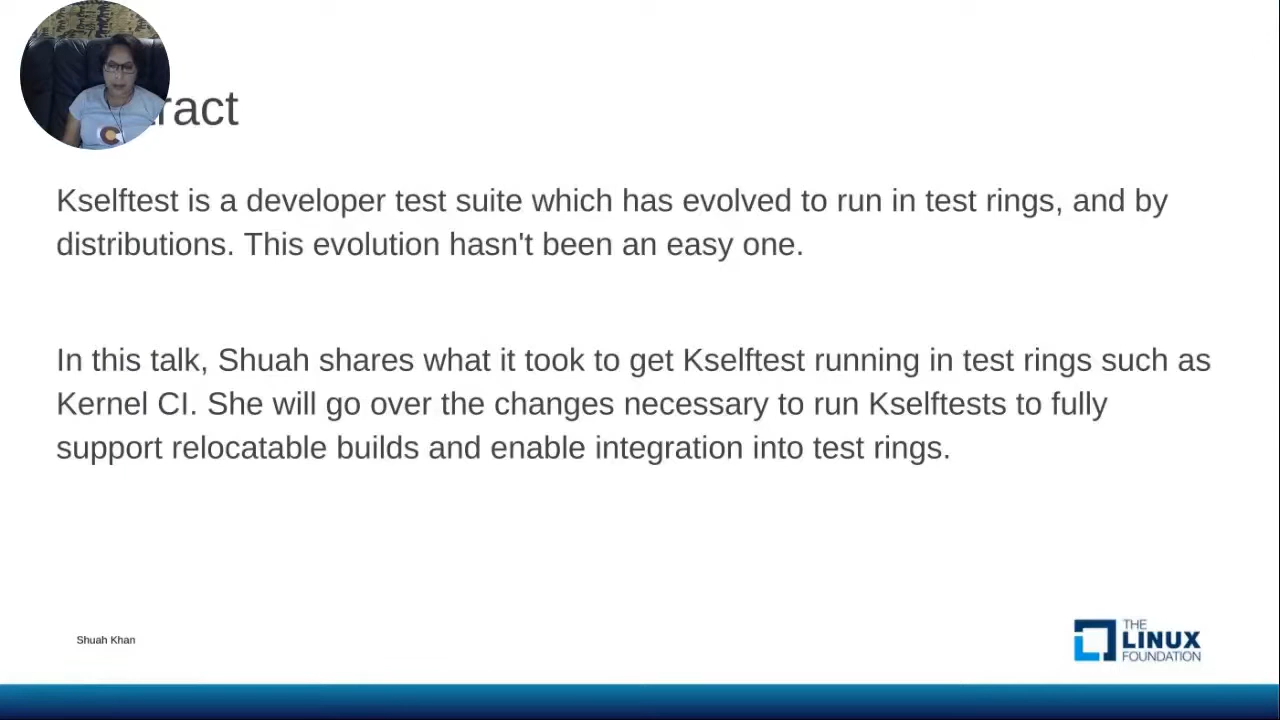 ract
Kselftest is a developer test suite which has evolved to run in test rings, and by
distributions. This evolution hasn't been an easy one.
In this talk, Shuah shares what it took to get Kselftest running in test rings such as
Kernel CI. She will go over the changes necessary to run Kselftests to fully
support relocatable builds and enable integration into test rings.
Shuah Khan
THE
LINUX
FOUNDATION